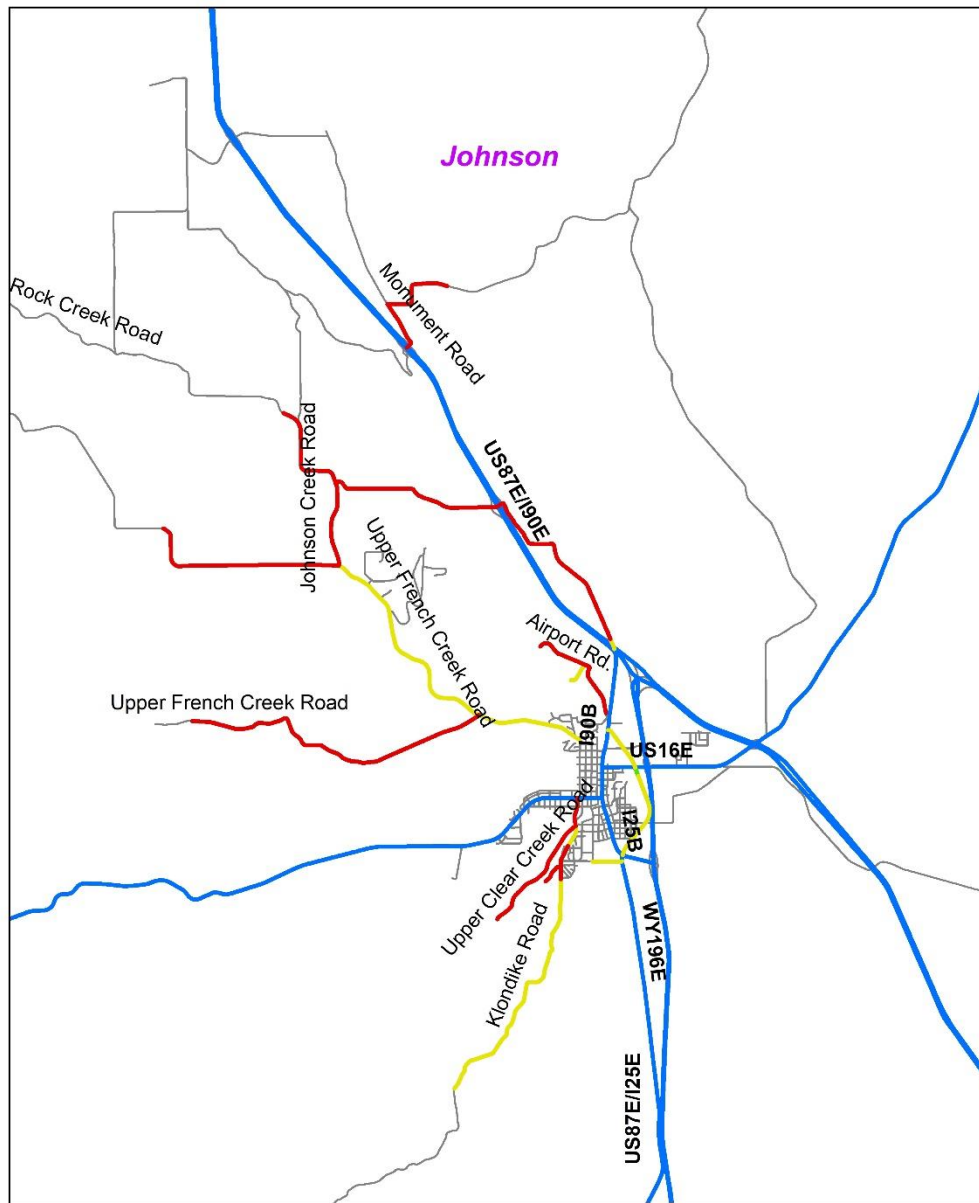 Johnson
Monument Road
Rock Creek Road
Johnson Creek Road
US87E/I90E
Upper French Creek Road
Airport Rd.
Upper French Creek Road
I90B
US16E
I25B
Upper Clear Creek Road
Klondike Road
WY196E
US87E/I25E